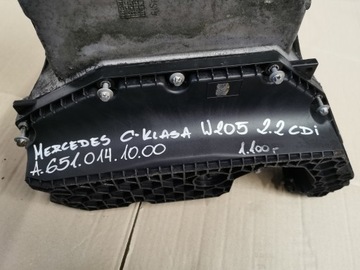 MERCEDES C-KLASA W205 2.2 CDI
A.651.014.10.00
1.100,-